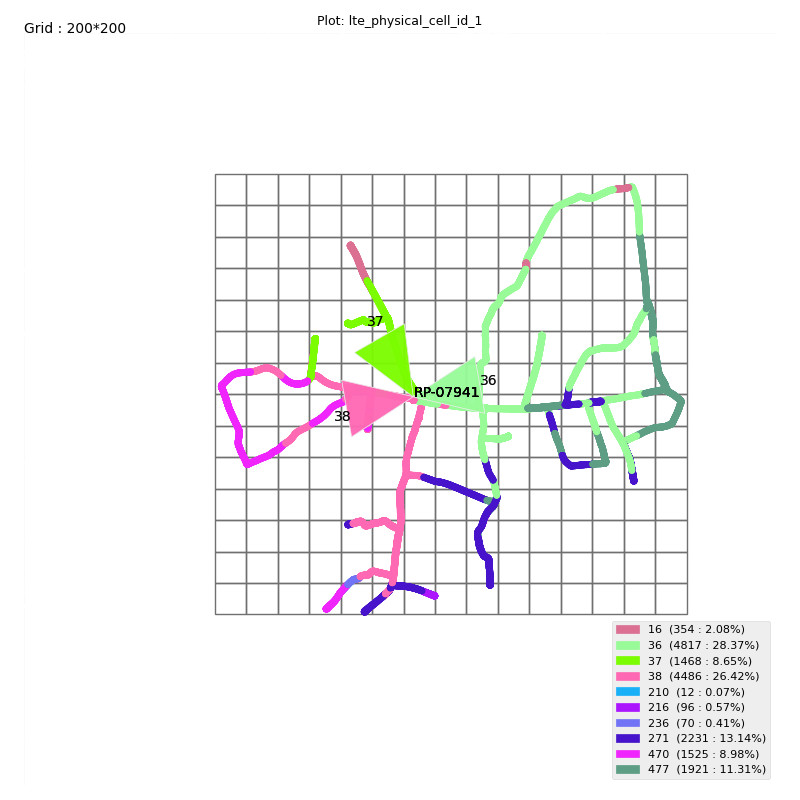 Plot: lte_physical_cell_id_1
Grid : 200*200
37
36
RP-07941
38
16 (354 : 2.08%)
36 (4817 : 28.37%)
37 (1468 : 8.65%)
38 (4486 : 26.42%)
210 (12 : 0.07%)
216 (96 : 0.57%)
236 (70 : 0.41%)
271 (2231 : 13.14%)
470 (1525 : 8.98%)
477 (1921 : 11.31%)